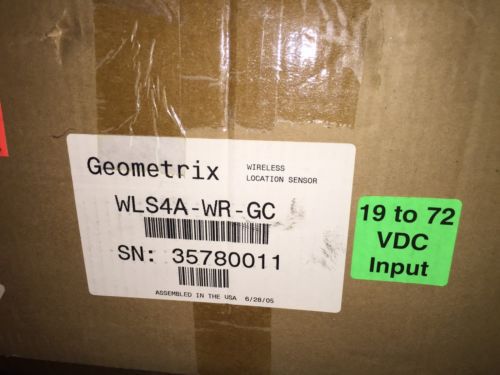 Geometrix
WIRELESS
LOCATION SENSOR
WLS4A-WR-GC
SN: 35780011
ASSEMBLED IN THE USA 6/28/05
19 to 72
VDC
Input